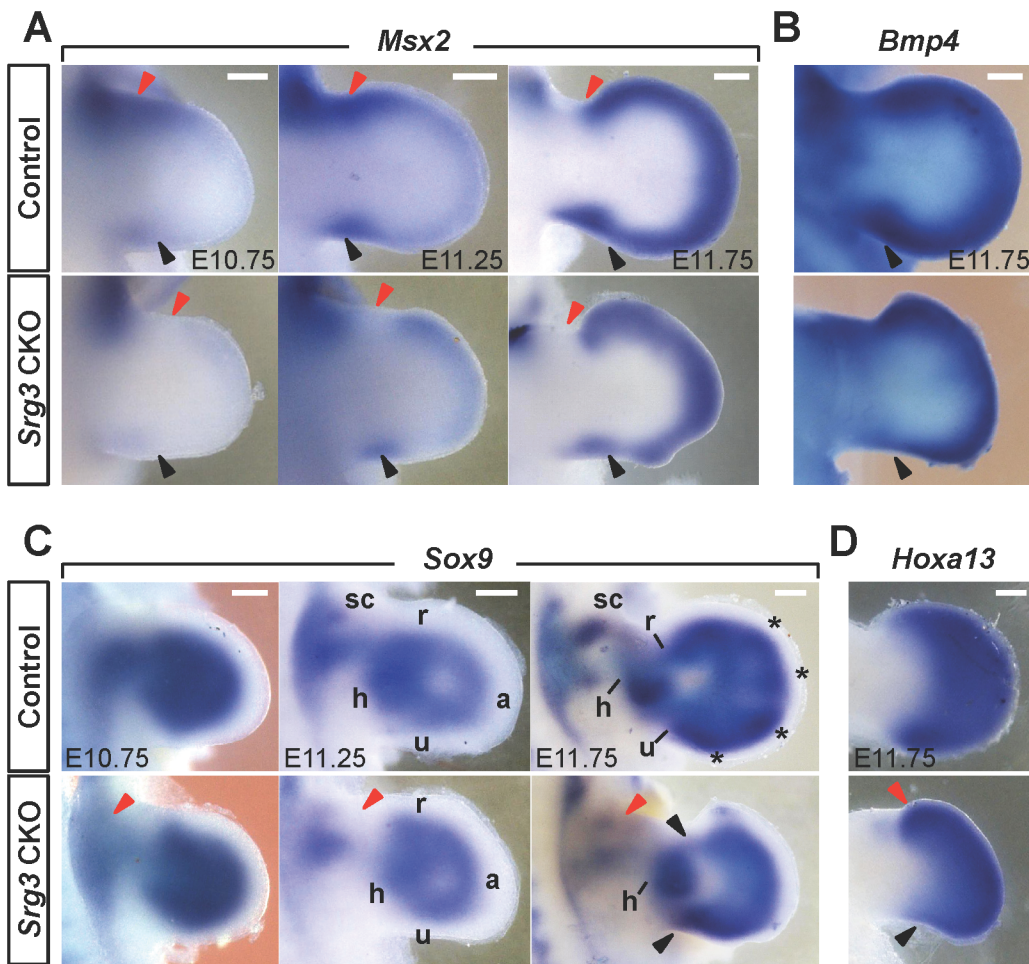 A
Msx2
B
Bmp4
Control
E10.75
E11.25
E11.75
E11.75
Srg3 CKO
C
Sox9
D
Hoxa13
Control
sc
r
h
a
u
sc
r
h
u
*
*
*
*
E10.75
E11.25
E11.75
E11.75
Srg3 CKO
r
h
a
u
h